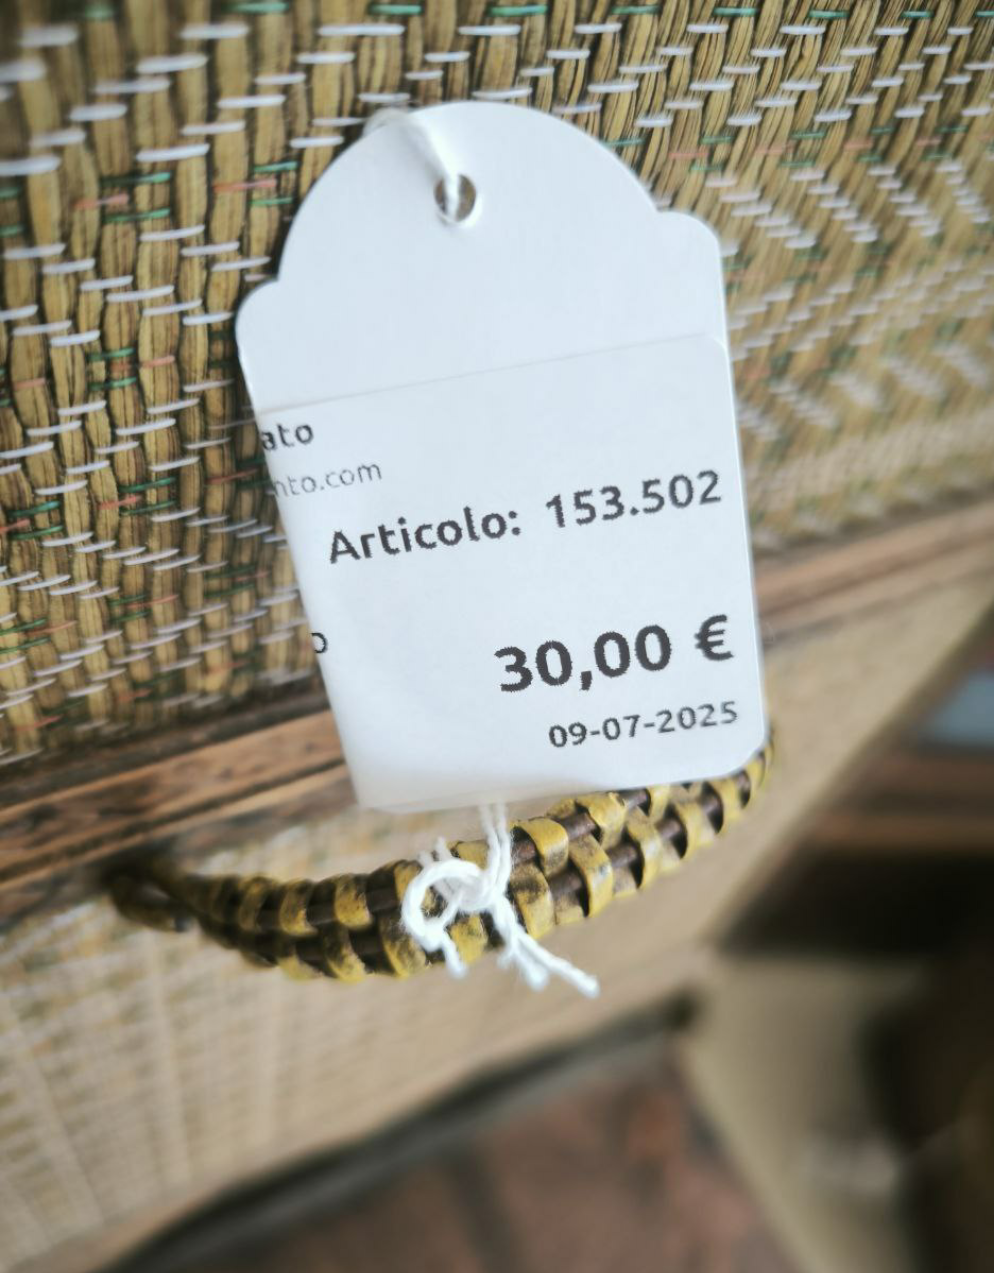 ato
nto.com
Articolo: 153.502
o
30,00 €
09-07-2025